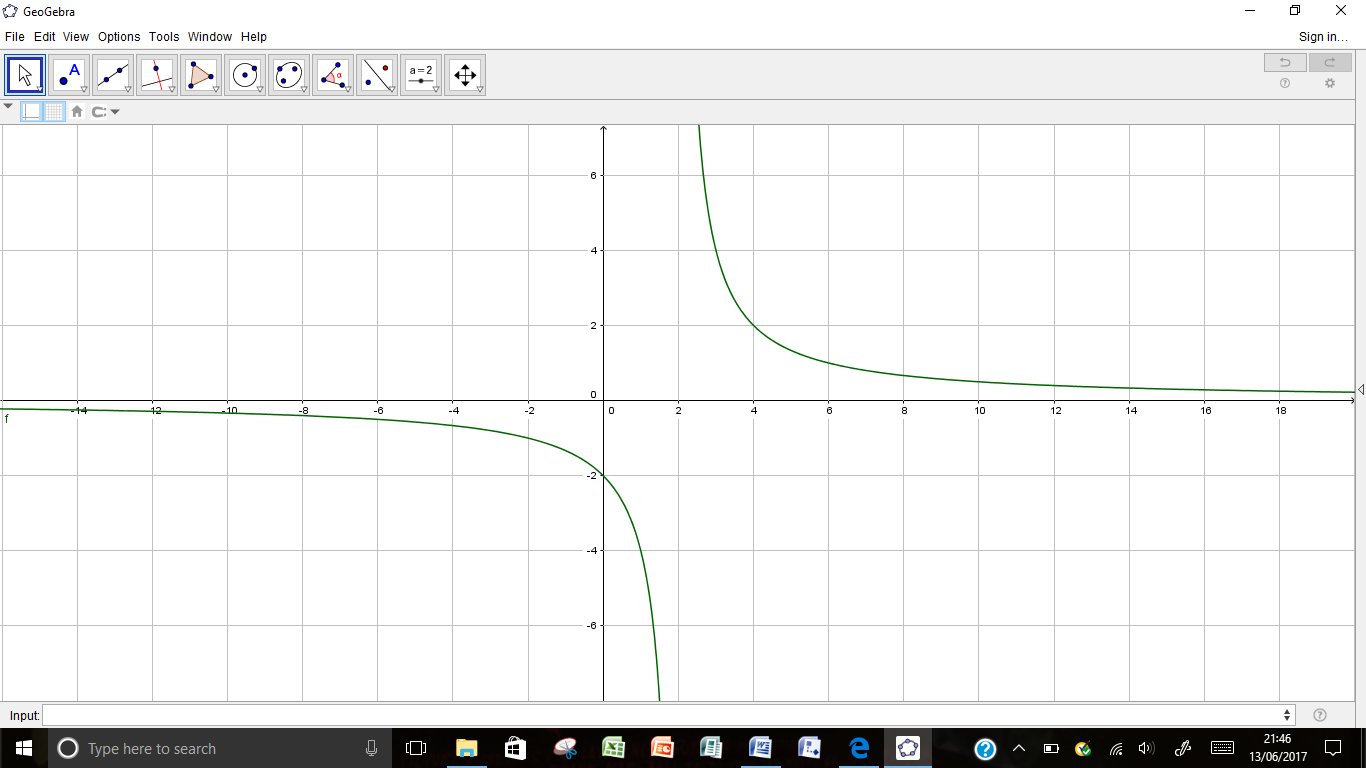 GeoGebra
File Edit View Options Tools Window Help Sign in...
A α a = 2
6
4
2
0
-14 -12 -10 -8 -6 -4 -2 0 2 4 6 8 10 12 14 16 18
f
-2
-4
-6
Input:
Type here to search
21:46
13/06/2017